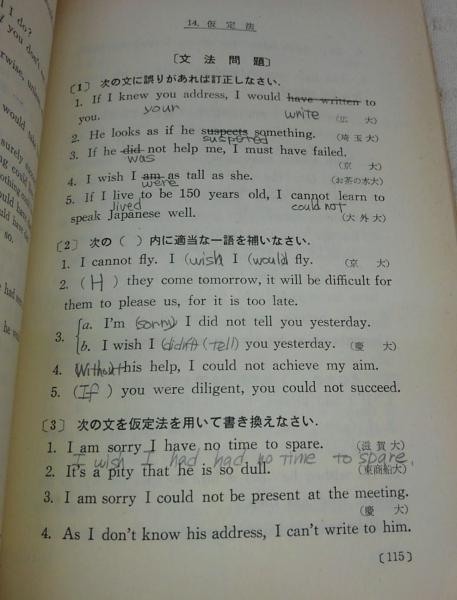 I do?
you don't
erwise, unless
would
surely
14. 仮 定 法
〔文 法 問 題〕
〔1〕 次の文に誤りがあれば訂正しなさい.
1. If I knew you address, I would have written to
your write
you. (広 大)
2. He looks as if he suspects something. (埼玉大)
suspected
3. If he did not help me, I must have failed.
was (京 大)
4. I wish I am as tall as she. (お茶の水大)
were
5. If I live to be 150 years old, I cannot learn to
lived could not
speak Japanese well. (大外大)
〔2〕 次の ( ) 内に適当な一語を補いなさい.
1. I cannot fly. I (wish I (would fly. (京 大)
2. (H ) they come tomorrow, it will be difficult for
them to please us, for it is too late.
3. a. I'm (sorry) I did not tell you yesterday.
b. I wish I (didn't (tell) you yesterday. (慶 大)
4. Without his help, I could not achieve my aim.
5. (If ) you were diligent, you could not succeed.
〔3〕 次の文を仮定法を用いて書き換えなさい.
1. I am sorry I have no time to spare. (滋賀大)
I wish I had had no time to spare.
2. It's a pity that he is so dull. (東商船大)
3. I am sorry I could not be present at the meeting.
(慶 大)
4. As I don't know his address, I can't write to him.
〔115〕